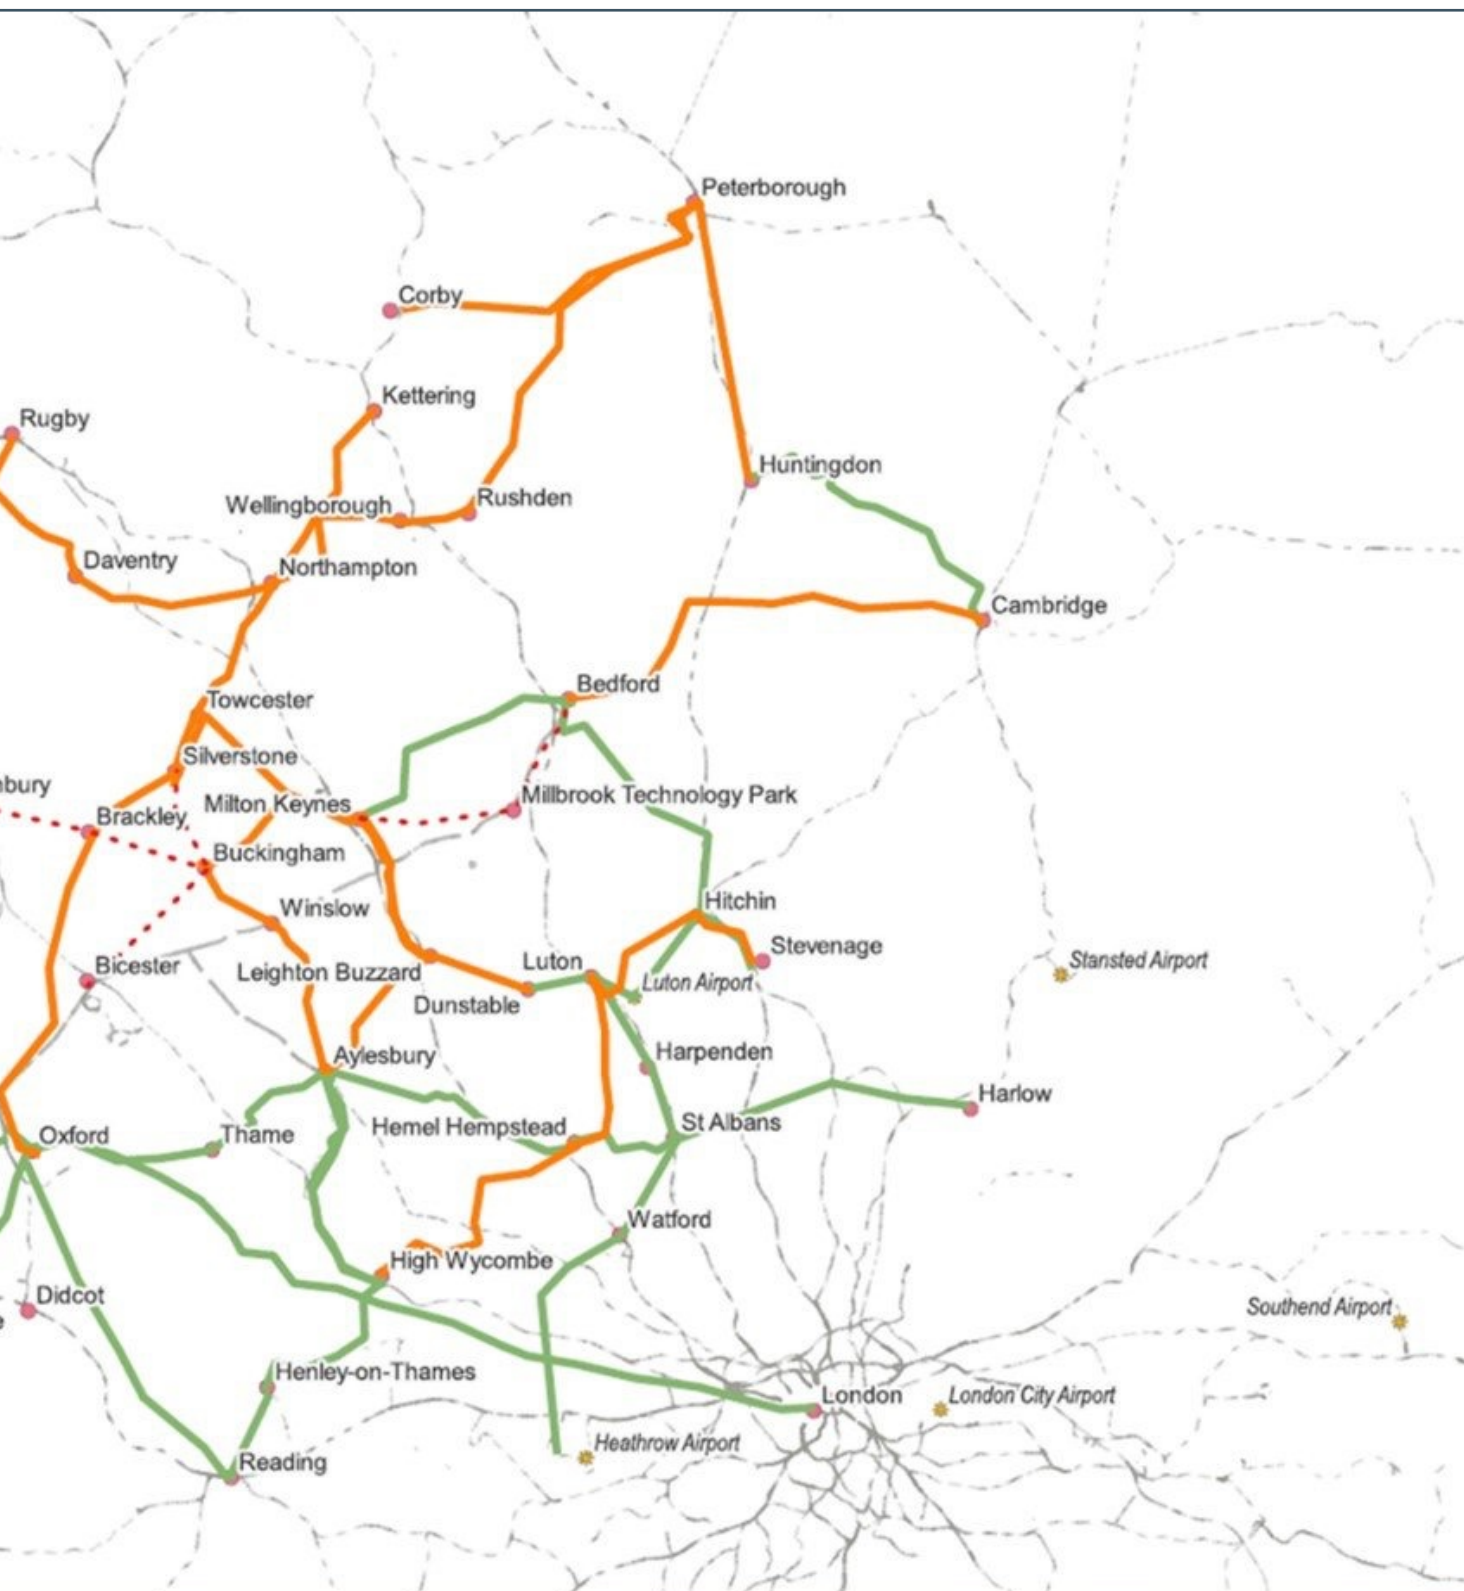 Peterborough
Corby
Kettering
Rugby
Huntingdon
Rushden
Wellingborough
Daventry
Northampton
Cambridge
Bedford
Towcester
Silverstone
nbury
Milton Keynes
Millbrook Technology Park
Brackley
Buckingham
Hitchin
Winslow
Stevenage
Bicester
Leighton Buzzard
Luton
Stansted Airport
Luton Airport
Dunstable
Aylesbury
Harpenden
Harlow
Oxford
Thame
Hemel Hempstead
St Albans
Watford
High Wycombe
Didcot
Southend Airport
e
Henley-on-Thames
London
London City Airport
Heathrow Airport
Reading